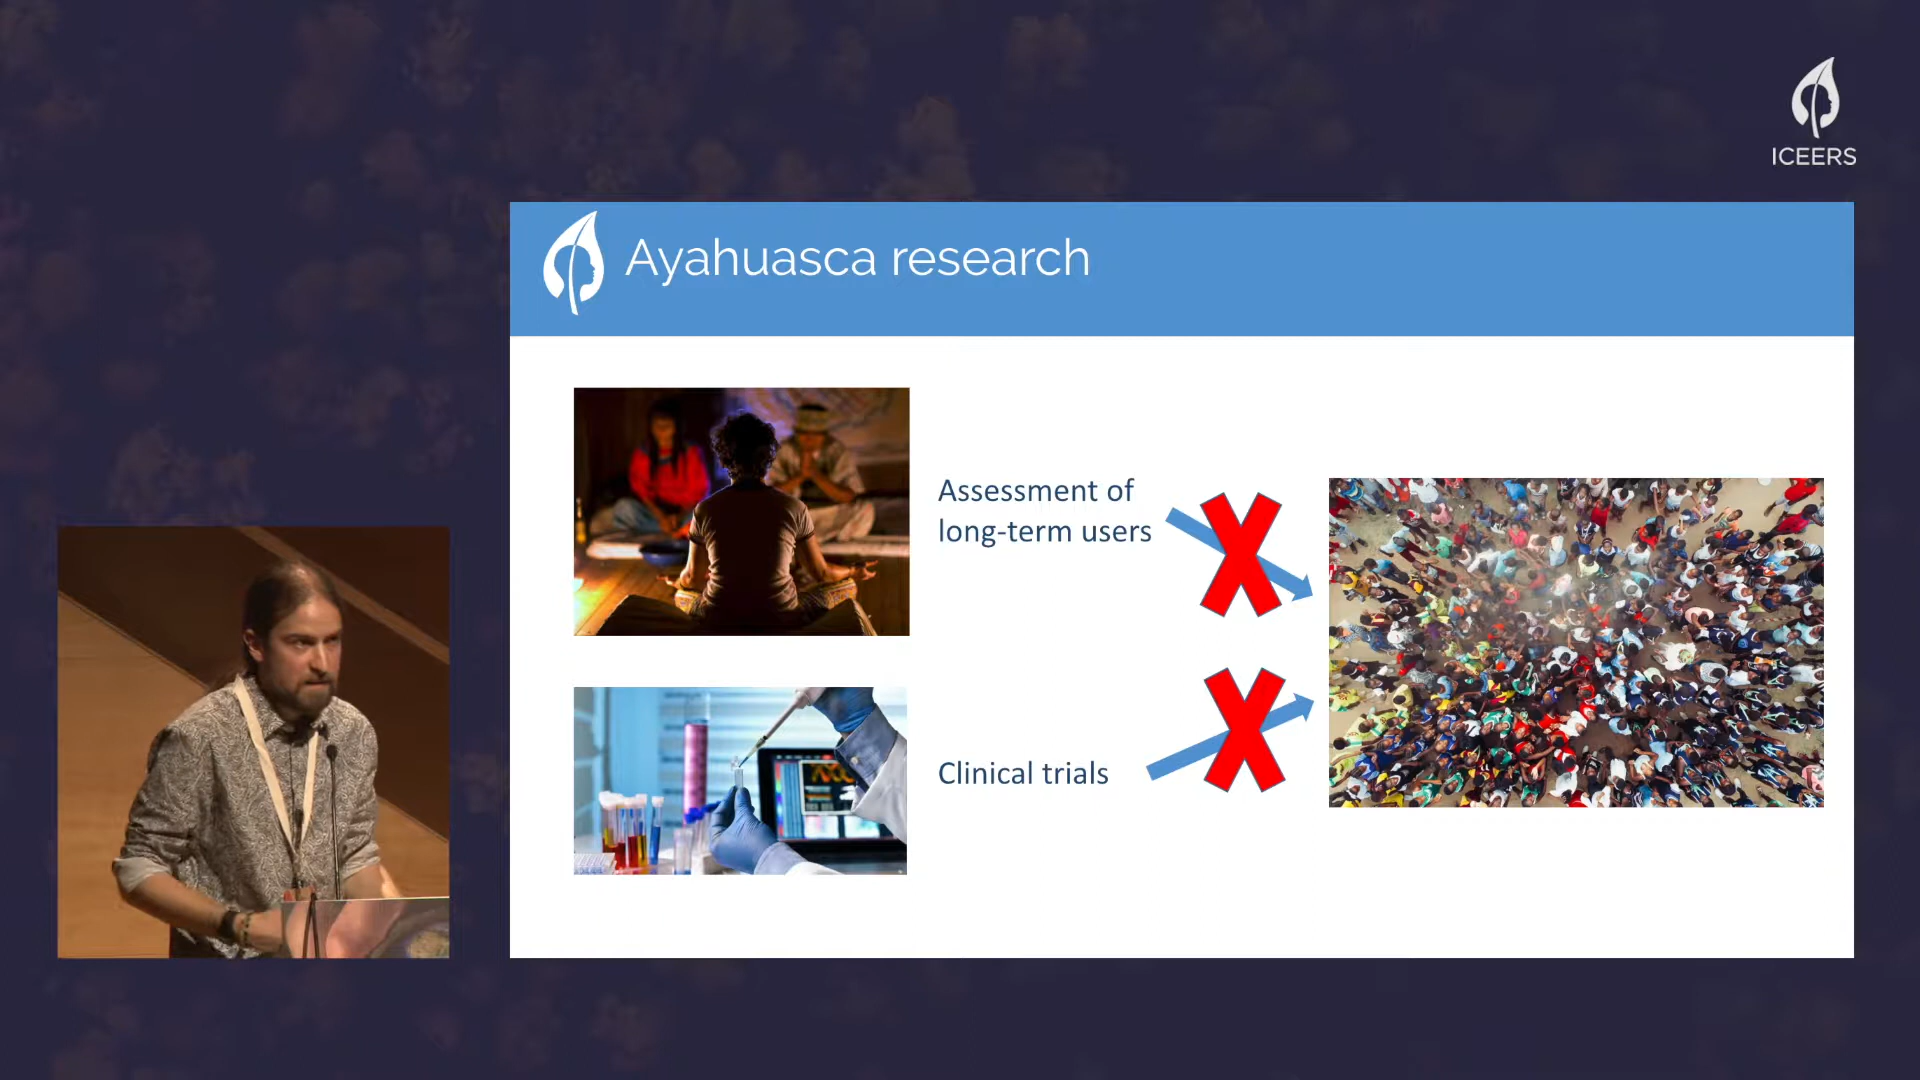 ICEERS
Ayahuasca research
Assessment of
long-term users
Clinical trials